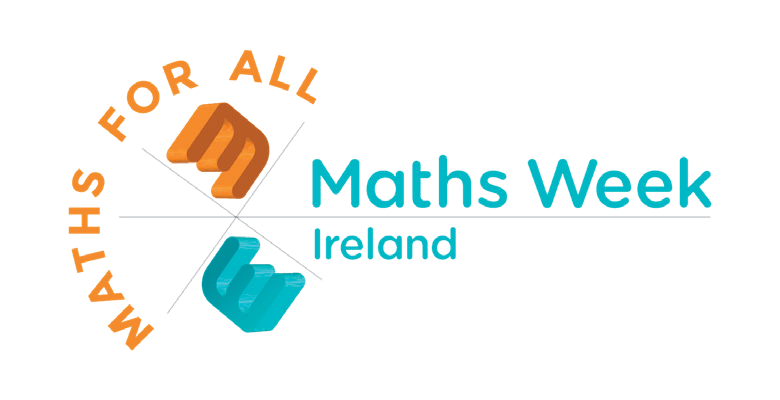 MATHS FOR ALL
m
w
Maths Week
Ireland